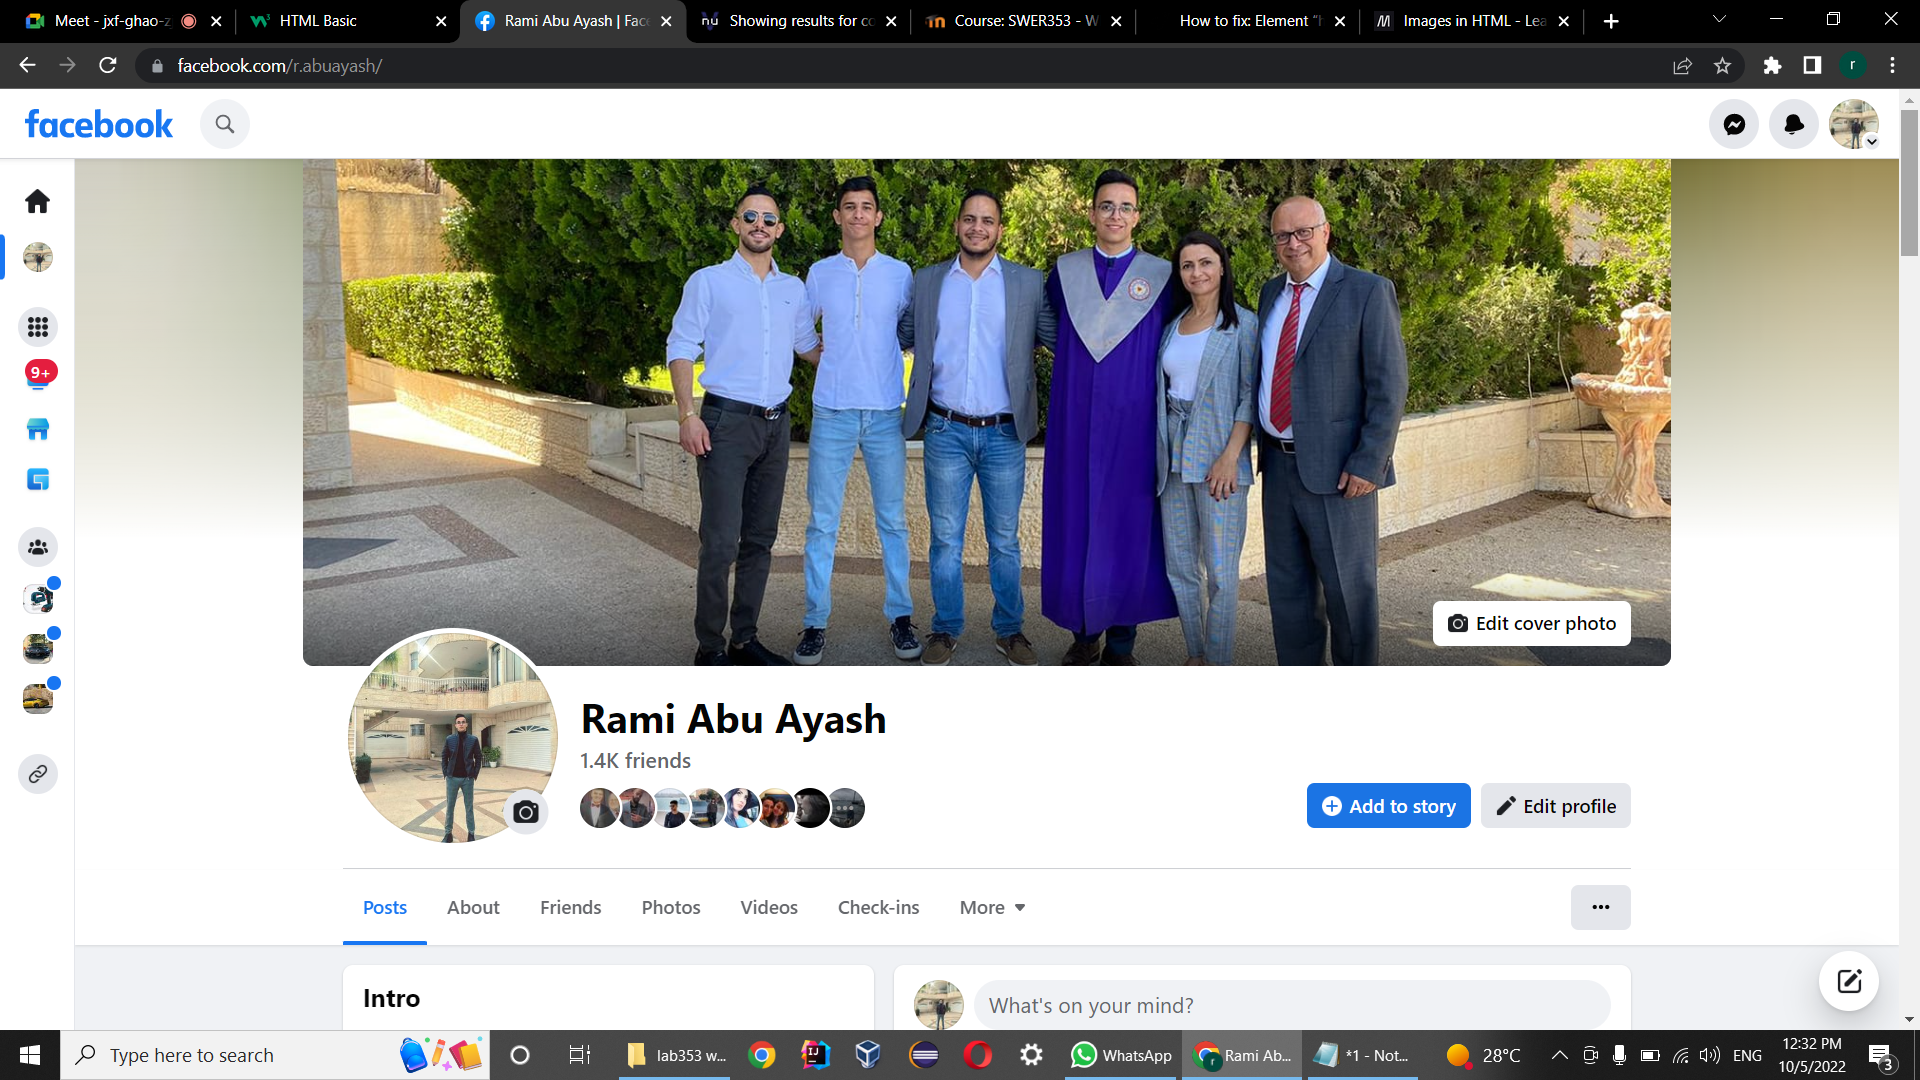 Meet - jxf-ghao-z
HTML Basic
Rami Abu Ayash | Face
Showing results for co
Course: SWER353 - W
How to fix: Element "h
Images in HTML - Lea
facebook.com/r.abuayash/
r
facebook
9+
Edit cover photo
Rami Abu Ayash
1.4K friends
Add to story
Edit profile
Posts
About
Friends
Photos
Videos
Check-ins
More
Intro
What's on your mind?
Type here to search
lab353 w...
WhatsApp
Rami Ab...
*1 - Not...
28°C
ENG
12:32 PM
10/5/2022
3